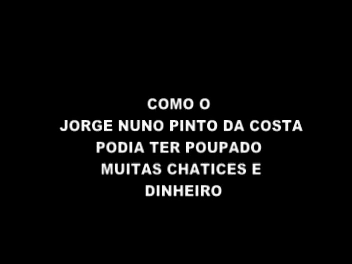 COMO O
JORGE NUNO PINTO DA COSTA
PODIA TER POUPADO
MUITAS CHATICES E
DINHEIRO